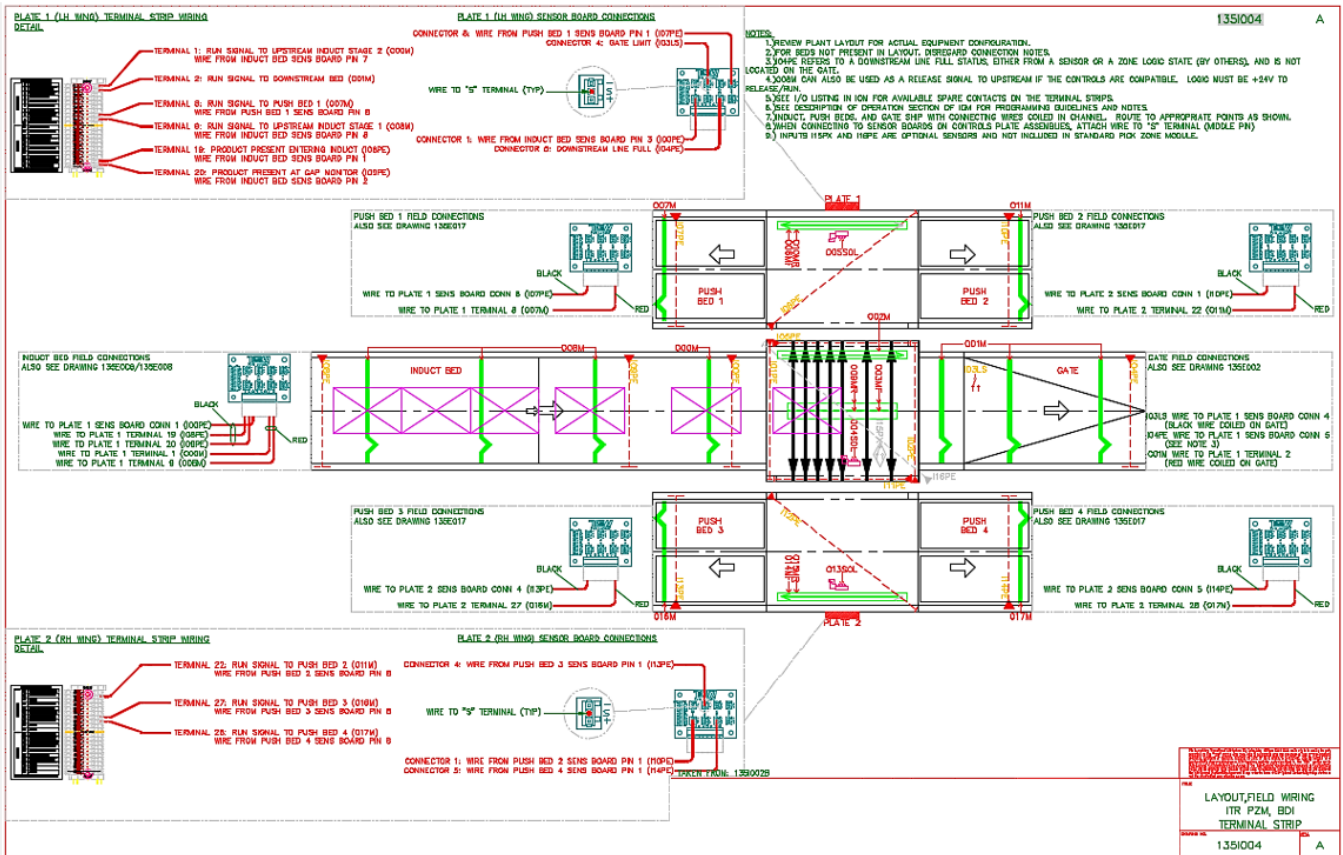 PLATE 1 (LH WING) TERMINAL STRIP WIRING
DETAIL
TERMINAL 1: RUN SIGNAL TO UPSTREAM INDUCT STAGE 2 (000M)
WIRE FROM INDUCT BED SENS BOARD PIN 7
TERMINAL 2: RUN SIGNAL TO DOWNSTREAM BED (001M)
TERMINAL 8: RUN SIGNAL TO PUSH BED 1 (007M)
WIRE FROM PUSH BED 1 SENS BOARD PIN 8
RUN SIGNAL TO UPSTREAM INDUCT STAGE 1 (008M)
WIRE FROM INDUCT BED SENS BOARD PIN
TERMINAL 19: PRODUCT PRESENT ENTERING INDUCT
WIRE FROM INDUCT BED SENS BOARD PIN 1
TERMINAL 20: PRODUCT PRESENT AT GAP MONITOR
WIRE FROM INDUCT BED SENS BOARD PIN 2
PLATE 1 (LH WING) SENSOR BOARD CONNECTIONS
CONNECTOR 8: WIRE FROM PUSH BED 1 SENS BOARD PIN 1 (107PE)
CONNECTOR 4: GATE LIMIT (103LS)
WIRE TO "S" TERMINAL (TYP)
CONNECTOR 1: WIRE FROM INDUCT BED SENS BOARD PIN 3 (100PE)
DOWNSTREAM LINE FULL (104PE)
1351004
A
NOTES:
1.)REVIEW PLANT LAYOUT FOR ACTUAL EQUIPMENT CONFIGURATION.
2.)FOR BEDS NOT PRESENT IN LAYOUT, DISREGARD CONNECTION NOTES.
3.)104PE REFERS TO A DOWNSTREAM LINE FULL STATUS, EITHER FROM A SENSOR OR A ZONE LOGIC STATE (BY OTHERS), AND IS NOT
LOCATED ON THE GATE.
4.)008M CAN ALSO BE USED AS A RELEASE SIGNAL TO UPSTREAM IF THE CONTROLS ARE COMPATIBLE. LOGIC MUST BE +24V TO
RELEASE/RUN.
5.)SEE I/O LISTING IN IOM FOR AVAILABLE SPARE CONTACTS ON THE TERMINAL STRIPS.
6.)SEE DESCRIPTION OF OPERATION SECTION OF IOM FOR PROGRAMMING GUIDELINES AND NOTES.
7.)INDUCT, PUSH BEDS, AND GATE SHIP WITH CONNECTING WIRES COILED IN CHANNEL. ROUTE TO APPROPRIATE POINTS AS SHOWN.
8.)WHEN CONNECTING TO SENSOR BOARDS ON CONTROLS PLATE ASSEMBLIES, ATTACH WIRE TO "S" TERMINAL (MIDDLE PIN)
9.) INPUTS 115PX AND 116PE ARE OPTIONAL SENSORS AND NOT INCLUDED IN STANDARD PICK ZONE MODULE.
PLATE 1
PUSH BED 1 FIELD CONNECTIONS
ALSO SEE DRAWING 135E017
BLACK
WIRE TO PLATE 1 SENS BOARD CONN 8 (107PE)
WIRE TO PLATE 1 TERMINAL 8 (007M)
RED
007M
107PE
PUSH
BED 1
005SOL
011M
110PE
PUSH
BED 2
PUSH BED 2 FIELD CONNECTIONS
ALSO SEE DRAWING 135E017
BLACK
WIRE TO PLATE 2 SENS BOARD CONN 1 (110PE)
WIRE TO PLATE 2 TERMINAL 22 (011M)
RED
INDUCT BED FIELD CONNECTIONS
BLACK
WIRE TO PLATE 1 SENS BOARD CONN 1 (100PE)
WIRE TO PLATE 1 TERMINAL 19
WIRE TO PLATE 1 TERMINAL 20
WIRE TO PLATE 1 TERMINAL 1 (000M)
WIRE TO PLATE 1 TERMINAL 9 (008M)
RED
INDUCT BED
008M
000M
002M
001M
103LS
GATE
116PE
GATE FIELD CONNECTIONS
ALSO SEE DRAWING 135E002
103LS WIRE TO PLATE 1 SENS BOARD CONN 4
(BLACK WIRE COILED ON GATE)
104PE WIRE TO PLATE 1 SENS BOARD CONN 5
(SEE NOTE 3)
001M WIRE TO PLATE 1 TERMINAL 2
(RED WIRE COILED ON GATE)
PUSH BED 3 FIELD CONNECTIONS
ALSO SEE DRAWING 135E017
BLACK
WIRE TO PLATE 2 SENS BOARD CONN 4 (113PE)
WIRE TO PLATE 2 TERMINAL 27 (016M)
RED
PUSH
BED 3
113PE
016M
112PE
013SOL
PUSH
BED 4
114PE
017M
PLATE 2
PUSH BED 4 FIELD CONNECTIONS
ALSO SEE DRAWING 135E017
BLACK
WIRE TO PLATE 2 SENS BOARD CONN 5 (114PE)
WIRE TO PLATE 2 TERMINAL 28 (017M)
RED
PLATE 2 (RH WING) TERMINAL STRIP WIRING
DETAIL
TERMINAL 22: RUN SIGNAL TO PUSH BED 2 (011M)
WIRE FROM PUSH BED 2 SENS BOARD PIN 8
TERMINAL 27: RUN SIGNAL TO PUSH BED 3 (016M)
WIRE FROM PUSH BED 3 SENS BOARD PIN 8
TERMINAL 28: RUN SIGNAL TO PUSH BED 4 (017M)
WIRE FROM PUSH BED 4 SENS BOARD PIN 8
PLATE 2 (RH WING) SENSOR BOARD CONNECTIONS
CONNECTOR 4: WIRE FROM PUSH BED 3 SENS BOARD PIN 1 (113PE)
WIRE TO "S" TERMINAL (TYP)
CONNECTOR 1: WIRE FROM PUSH BED 2 SENS BOARD PIN 1 (110PE)
CONNECTOR 5: WIRE FROM PUSH BED 4 SENS BOARD PIN 1 (114PE)
TAKEN FROM: 1351002B
LAYOUT,FIELD WIRING
ITR PZM, BDI
TERMINAL STRIP
1351004
A